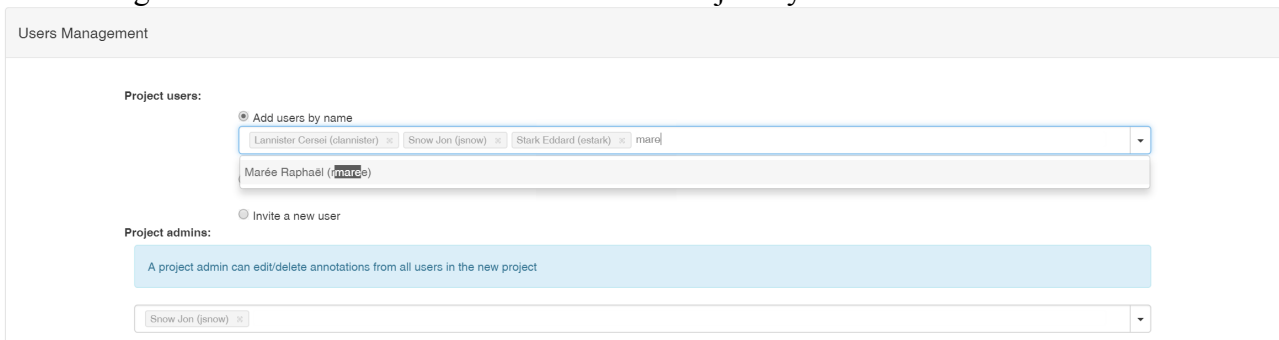 Users Management
Project users:
Add users by name
Lannister Cersei (clannister) × Snow Jon (jsnow) × Stark Eddard (estark) × mare
Marée Raphaël (rmaree)
Invite a new user
Project admins:
A project admin can edit/delete annotations from all users in the new project
Snow Jon (jsnow) ×